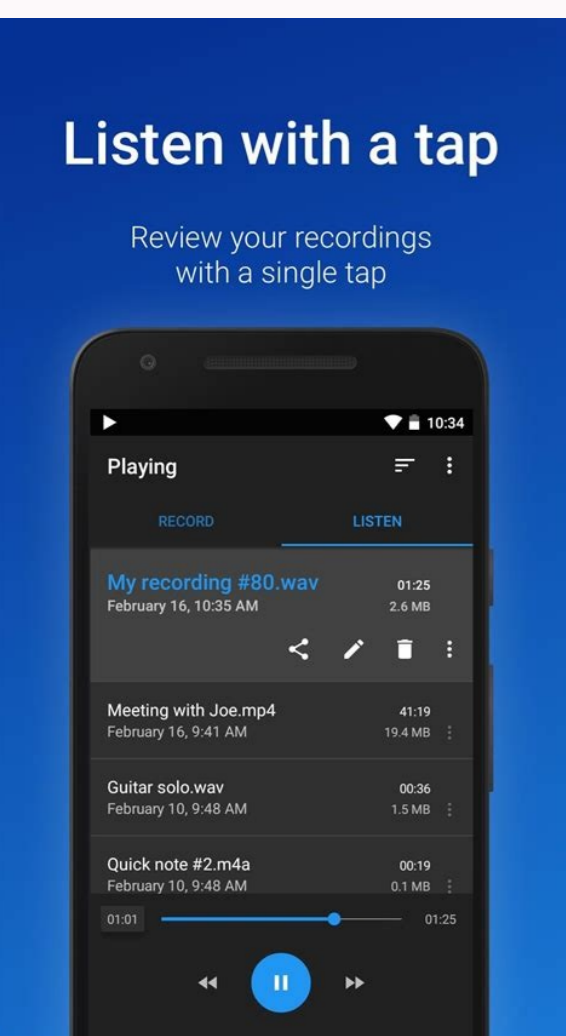 Listen with a tap
Review your recordings
with a single tap
10:34
Playing
RECORD LISTEN
My recording #80.wav 01:25
February 16, 10:35 AM 2.6 MB
Meeting with Joe.mp4 41:19
February 16, 9:41 AM 19.4 MB
Guitar solo.wav 00:36
February 10, 9:48 AM 1.5 MB
Quick note #2.m4a 00:19
February 10, 9:48 AM 0.1 MB
01:01 01:25